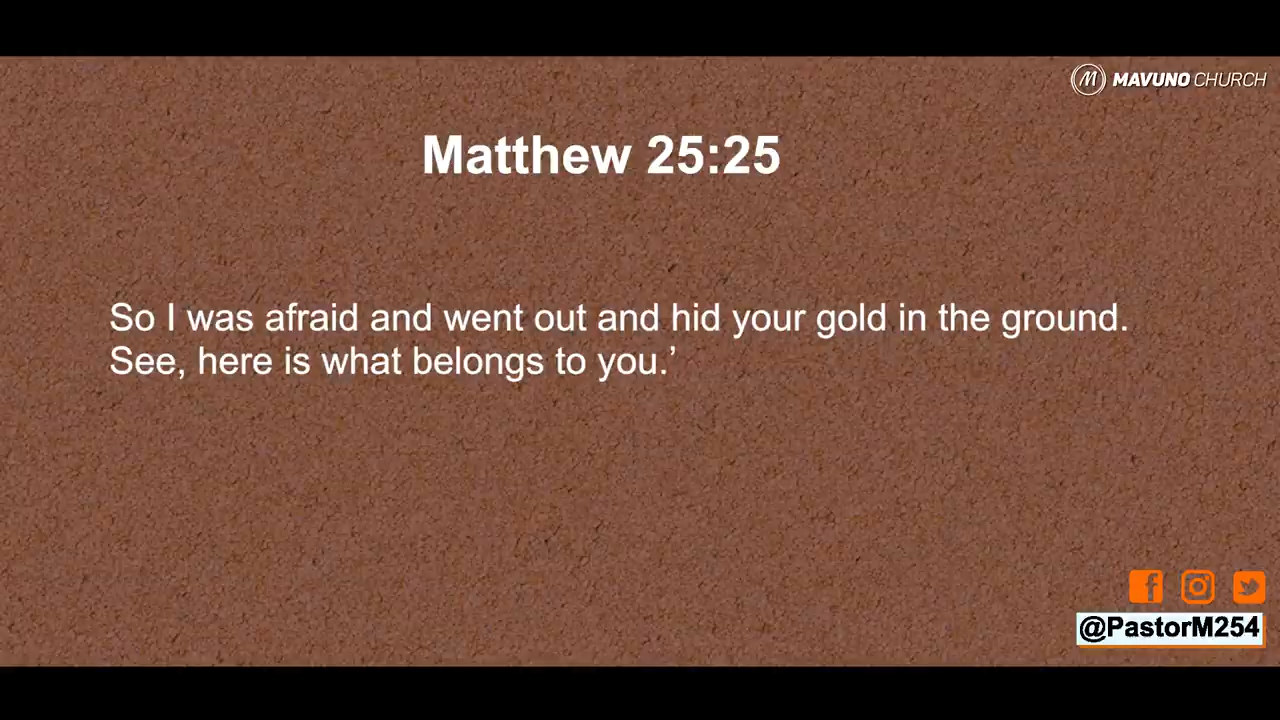 MAVUNO CHURCH
Matthew 25:25
So I was afraid and went out and hid your gold in the ground.
See, here is what belongs to you.’
@PastorM254